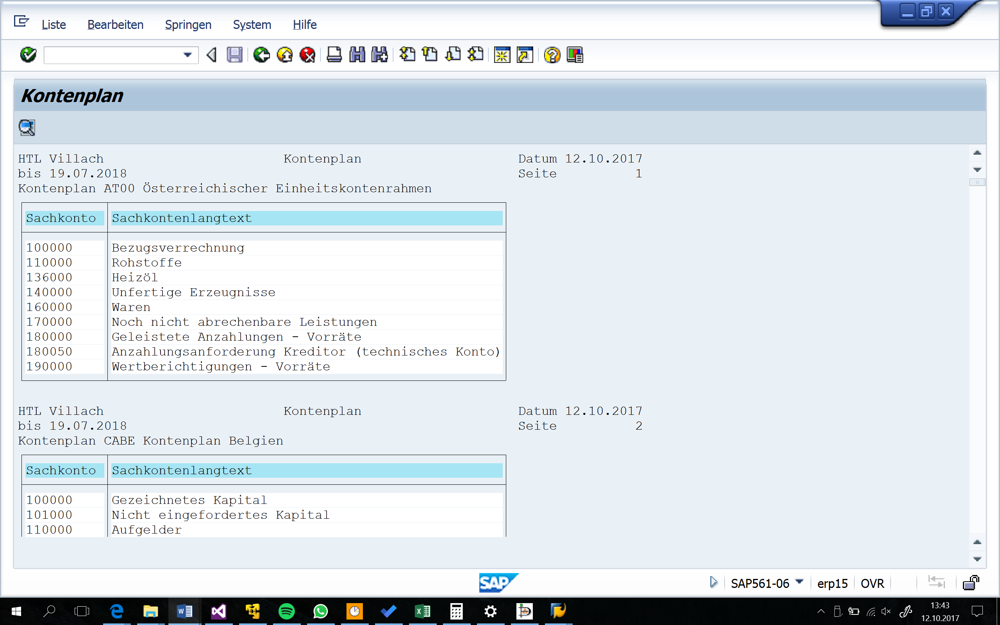 Liste Bearbeiten Springen System Hilfe
Kontenplan
HTL Villach Kontenplan Datum 12.10.2017
bis 19.07.2018 Seite 1
Kontenplan AT00 Österreichischer Einheitskontenrahmen
Sachkonto Sachkontenlangtext
100000 Bezugsverrechnung
110000 Rohstoffe
136000 Heizöl
140000 Unfertige Erzeugnisse
160000 Waren
170000 Noch nicht abrechenbare Leistungen
180000 Geleistete Anzahlungen - Vorräte
180050 Anzahlungsanforderung Kreditor (technisches Konto)
190000 Wertberichtigungen - Vorräte
HTL Villach Kontenplan Datum 12.10.2017
bis 19.07.2018 Seite 2
Kontenplan CABE Kontenplan Belgien
Sachkonto Sachkontenlangtext
100000 Gezeichnetes Kapital
101000 Nicht eingefordertes Kapital
110000 Aufgelder
SAP SAP561-06 erp15 OVR
13:43
12.10.2017